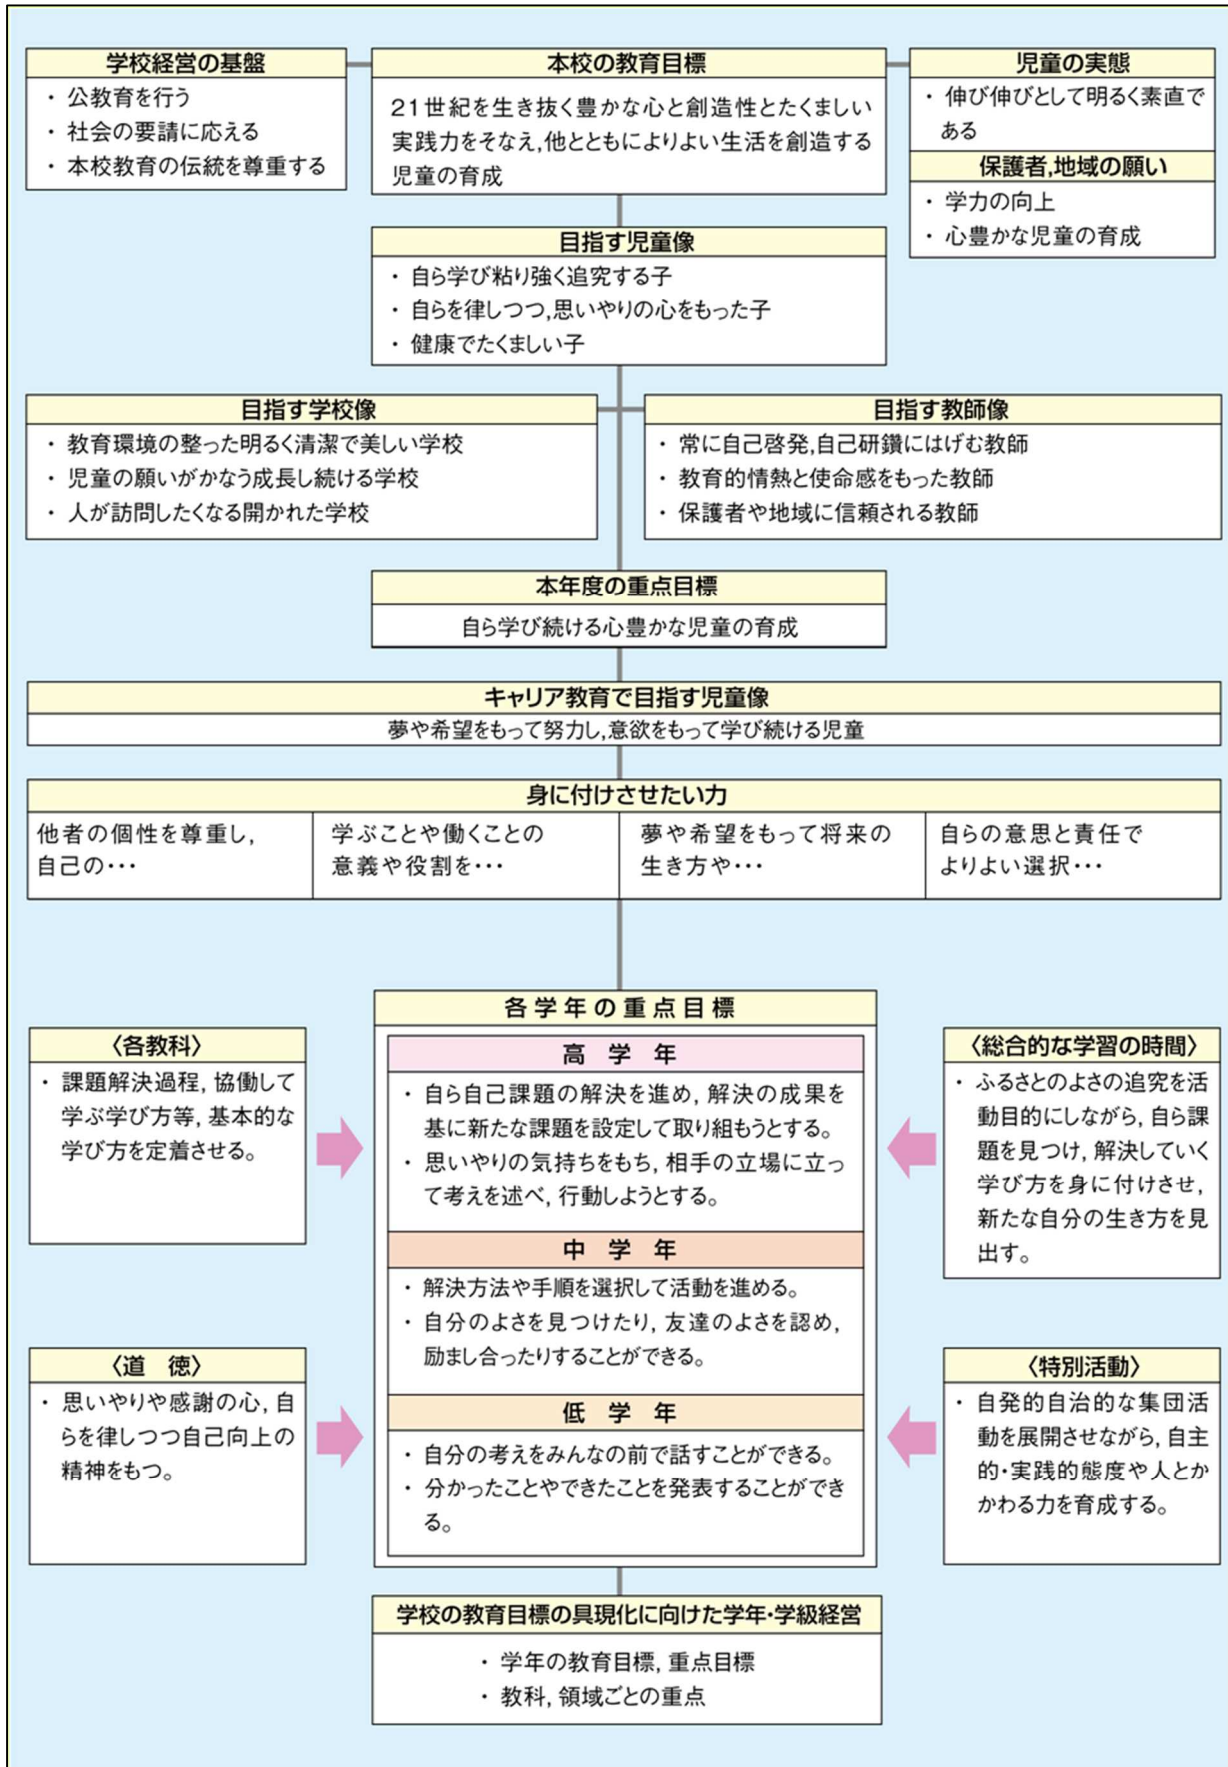 学校経営の基盤
・ 公教育を行う
・ 社会の要請に応える
・ 本校教育の伝統を尊重する
本校の教育目標
21世紀を生き抜く豊かな心と創造性とたくましい
実践力をそなえ,他とともによりよい生活を創造する
児童の育成
児童の実態
・ 伸び伸びとして明るく素直で
ある
保護者,地域の願い
・ 学力の向上
・ 心豊かな児童の育成
目指す児童像
・ 自ら学び粘り強く追究する子
・ 自らを律しつつ,思いやりの心をもった子
・ 健康でたくましい子
目指す学校像
・ 教育環境の整った明るく清潔で美しい学校
・ 児童の願いがかなう成長し続ける学校
・ 人が訪問したくなる開かれた学校
目指す教師像
・ 常に自己啓発,自己研鑽にはげむ教師
・ 教育的情熱と使命感をもった教師
・ 保護者や地域に信頼される教師
本年度の重点目標
自ら学び続ける心豊かな児童の育成
キャリア教育で目指す児童像
夢や希望をもって努力し,意欲をもって学び続ける児童
身に付けさせたい力
他者の個性を尊重し,
自己の・・・
学ぶことや働くことの
意義や役割を・・・
夢や希望をもって将来の
生き方や・・・
自らの意思と責任で
よりよい選択・・・
各学年の重点目標
高 学 年
・ 自ら自己課題の解決を進め, 解決の成果を
基に新たな課題を設定して取り組もうとする。
・ 思いやりの気持ちをもち, 相手の立場に立っ
て考えを述べ, 行動しようとする。
中 学 年
・ 解決方法や手順を選択して活動を進める。
・ 自分のよさを見つけたり, 友達のよさを認め,
励まし合ったりすることができる。
低 学 年
・ 自分の考えをみんなの前で話すことができる。
・ 分かったことやできたことを発表することができ
る。
〈各教科〉
・ 課題解決過程, 協働して
学ぶ学び方等, 基本的な
学び方を定着させる。
〈道 徳〉
・ 思いやりや感謝の心, 自
らを律しつつ自己向上の
精神をもつ。
〈総合的な学習の時間〉
・ ふるさとのよさの追究を活
動目的にしながら, 自ら課
題を見つけ, 解決していく
学び方を身に付けさせ,
新たな自分の生き方を見
出す。
〈特別活動〉
・ 自発的自治的な集団活
動を展開させながら, 自主
的・実践的態度や人とか
かわる力を育成する。
学校の教育目標の具現化に向けた学年・学級経営
・ 学年の教育目標, 重点目標
・ 教科, 領域ごとの重点